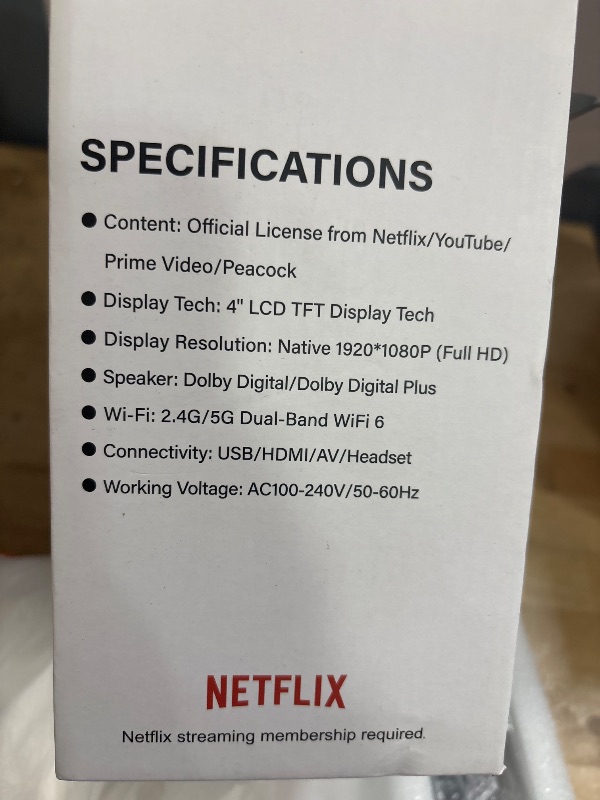 SPECIFICATIONS
● Content: Official License from Netflix/YouTube/
Prime Video/Peacock
● Display Tech: 4" LCD TFT Display Tech
● Display Resolution: Native 1920*1080P (Full HD)
● Speaker: Dolby Digital/Dolby Digital Plus
● Wi-Fi: 2.4G/5G Dual-Band WiFi 6
● Connectivity: USB/HDMI/AV/Headset
● Working Voltage: AC100-240V/50-60Hz
NETFLIX
Netflix streaming membership required.